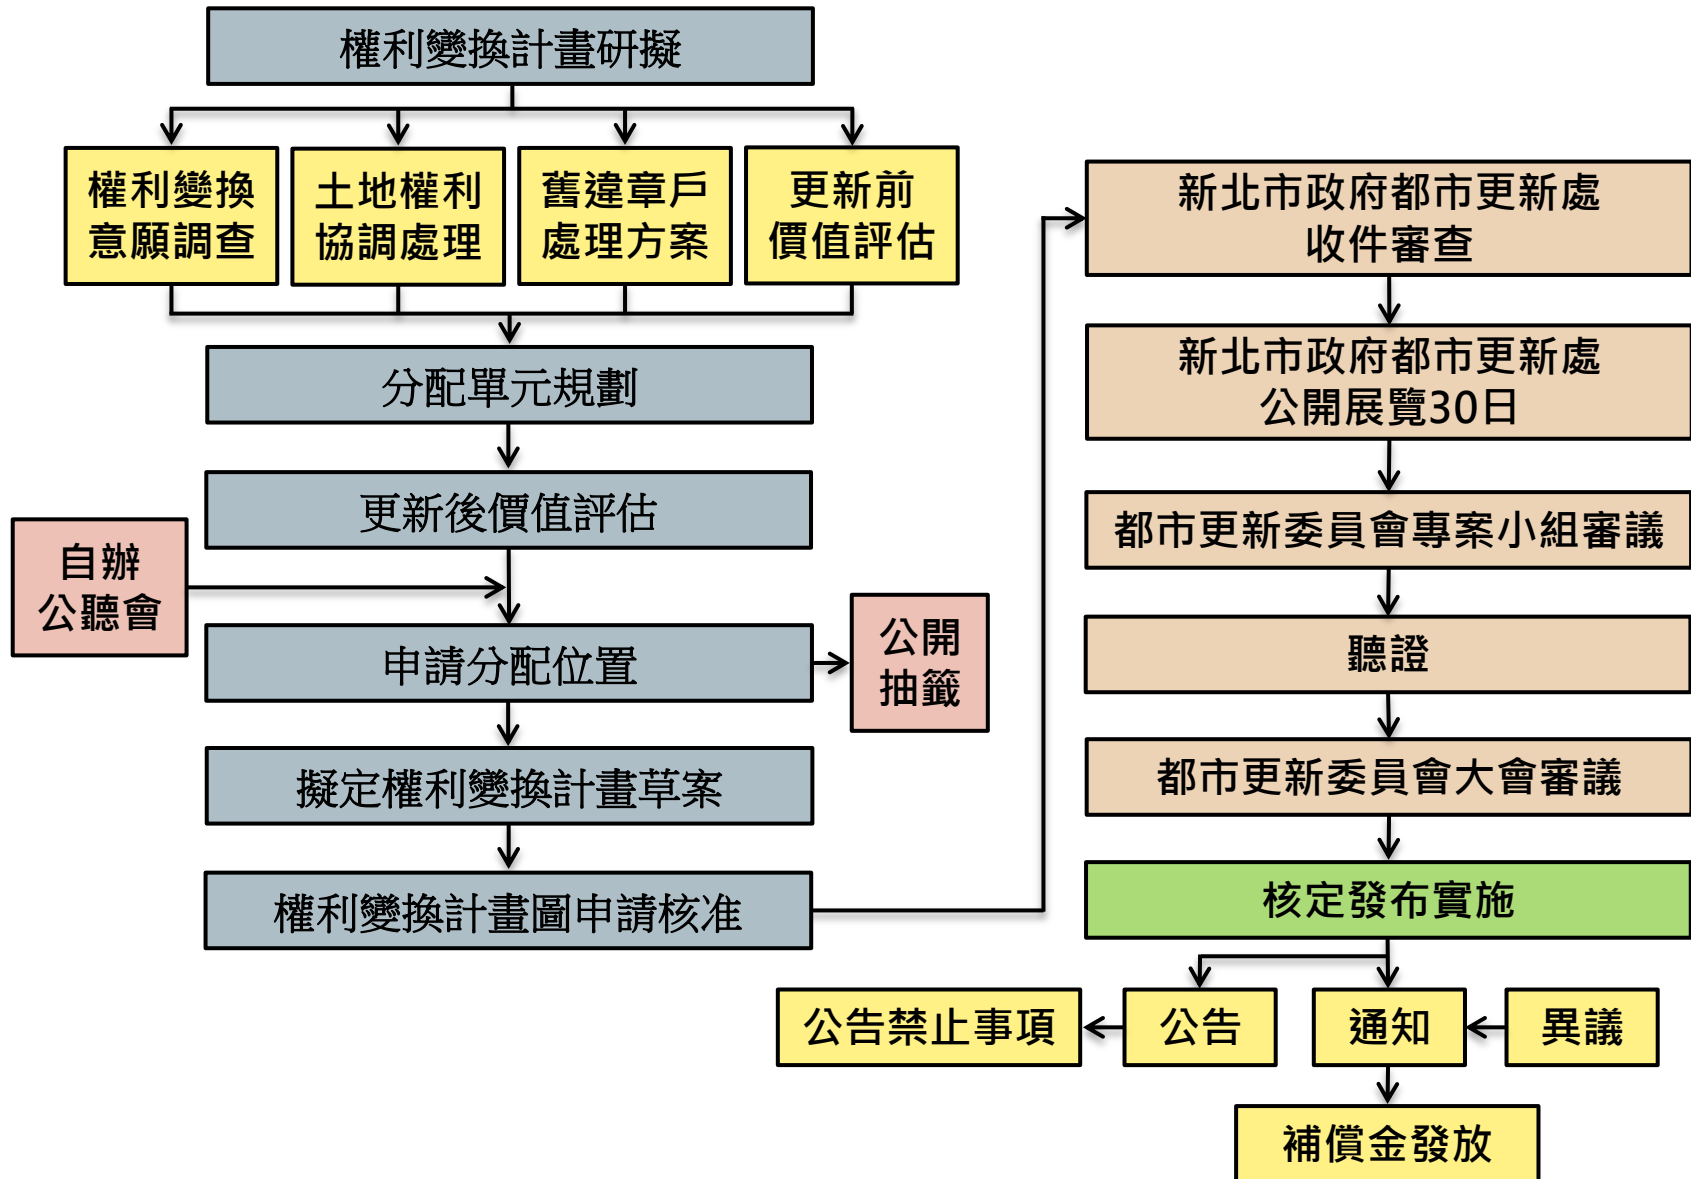 權利變換計畫研擬
權利變換
意願調查
土地權利
協調處理
舊違章戶
處理方案
更新前
價值評估
分配單元規劃
更新後價值評估
自辦
公聽會
申請分配位置
公開
抽籤
擬定權利變換計畫草案
權利變換計畫圖申請核准
新北市政府都市更新處
收件審查
新北市政府都市更新處
公開展覽30日
都市更新委員會專案小組審議
聽證
都市更新委員會大會審議
核定發布實施
公告禁止事項
公告
通知
異議
補償金發放